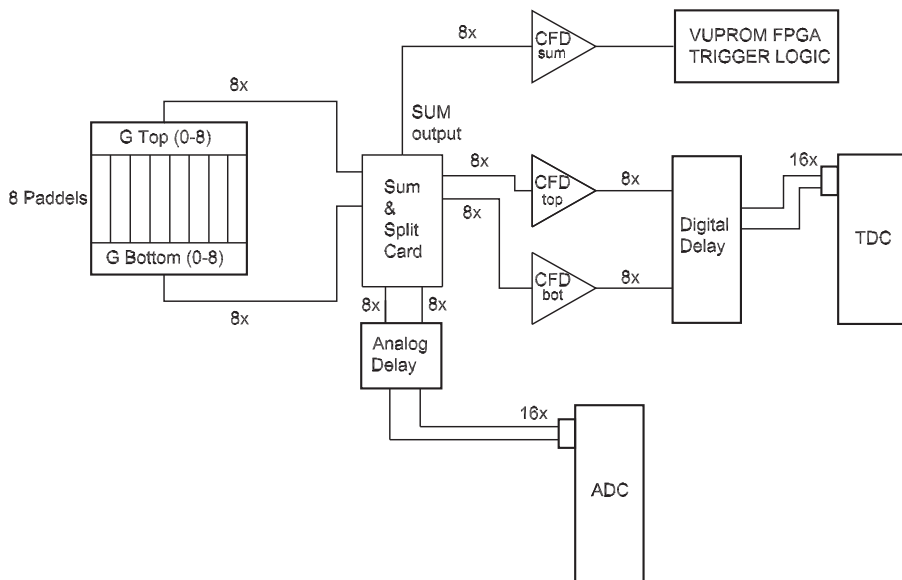 8x
CFD
sum
VUPROM FPGA
TRIGGER LOGIC
8x
SUM
output
G Top (0-8)
8 Paddels
G Bottom (0-8)
8x
Sum
&
Split
Card
8x
CFD
top
8x
8x
CFD
bot
8x
Digital
Delay
16x
TDC
8x
8x
Analog
Delay
16x
ADC